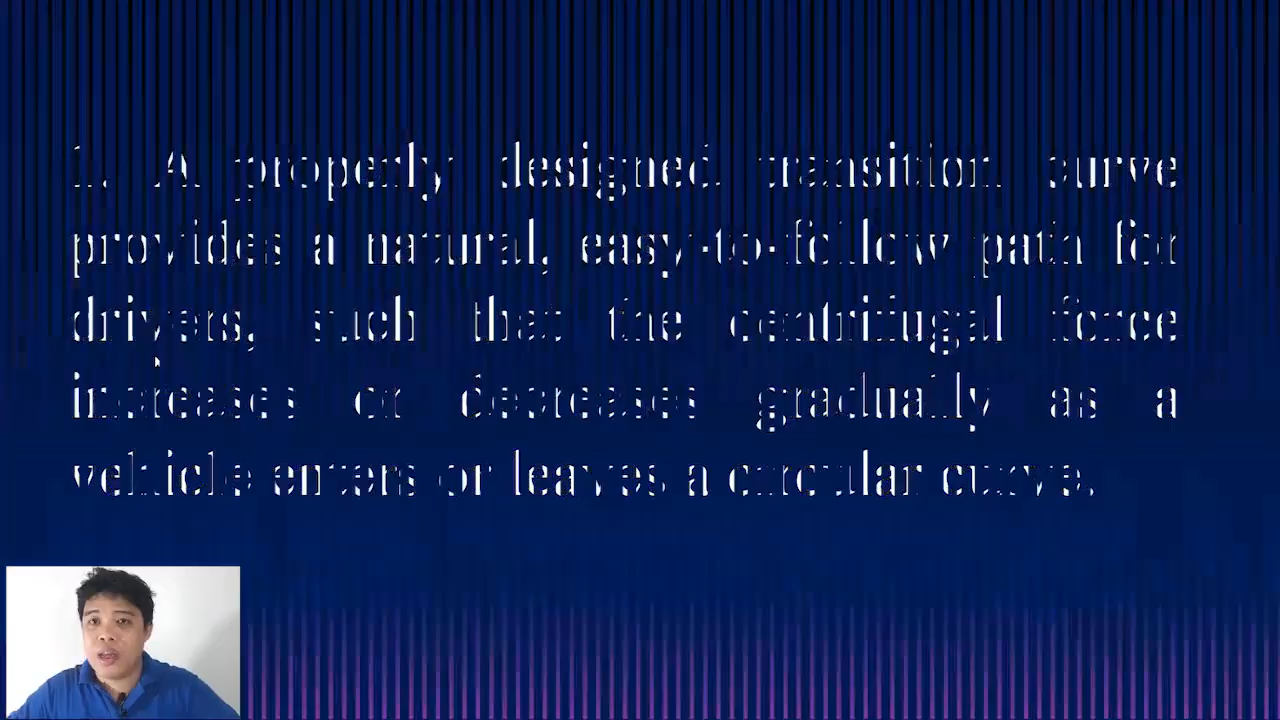 1. A properly designed transition curve
provides a natural, easy-to-follow path for
drivers, such that the centrifugal force
increases or decreases gradually as a
vehicle enters or leaves a circular curve.